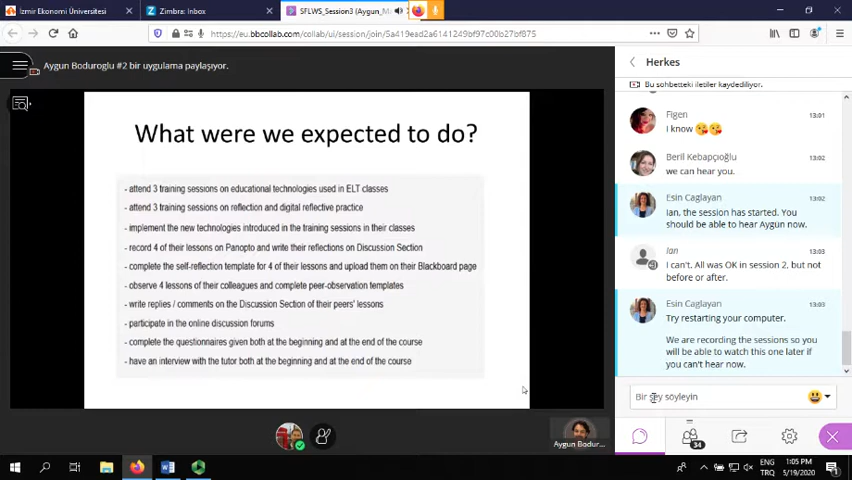 İzmir Ekonomi Üniversitesi
Zimbra: Inbox
SFLWS_Session3 (Aygun_M
https://eu.bbcollab.com/collab/ui/session/join/5a419ead2a6141249bf97c00b27bf875
Aygun Boduroglu #2 bir uygulama paylaşıyor.
What were we expected to do?
- attend 3 training sessions on educational technologies used in ELT classes
- attend 3 training sessions on reflection and digital reflective practice
- implement the new technologies introduced in the training sessions in their classes
- record 4 of their lessons on Panopto and write their reflections on Discussion Section
- complete the self-reflection template for 4 of their lessons and upload them on their Blackboard page
- observe 4 lessons of their colleagues and complete peer-observation templates
- write replies / comments on the Discussion Section of their peers' lessons
- participate in the online discussion forums
- complete the questionnaires given both at the beginning and at the end of the course
- have an interview with the tutor both at the beginning and at the end of the course
Aygun Bodur...
Herkes
Bu sohbetteki iletiler kaydediliyor.
Figen 13:01
I know
Beril Kebapçıoğlu 13:02
we can hear you.
Esin Caglayan 13:02
Ian, the session has started. You
should be able to hear Aygün now.
Ian 13:03
I can't. All was OK in session 2, but not
before or after.
Esin Caglayan 13:03
Try restarting your computer.
We are recording the sessions so you
will be able to watch this one later if
you can't hear now.
Bir şey söyleyin
34
ENG 1:05 PM
TRQ 5/19/2020